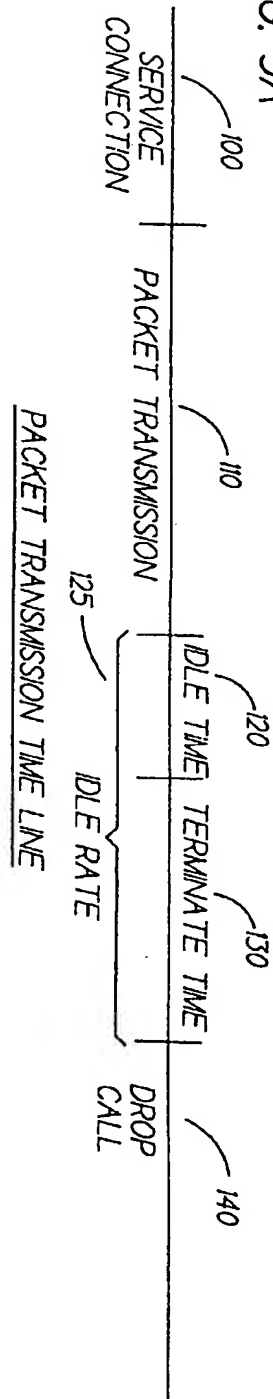 100
SERVICE
CONNECTION
110
PACKET TRANSMISSION
120
IDLE TIME
130
TERMINATE TIME
125
IDLE RATE
140
DROP
CALL
PACKET TRANSMISSION TIME LINE